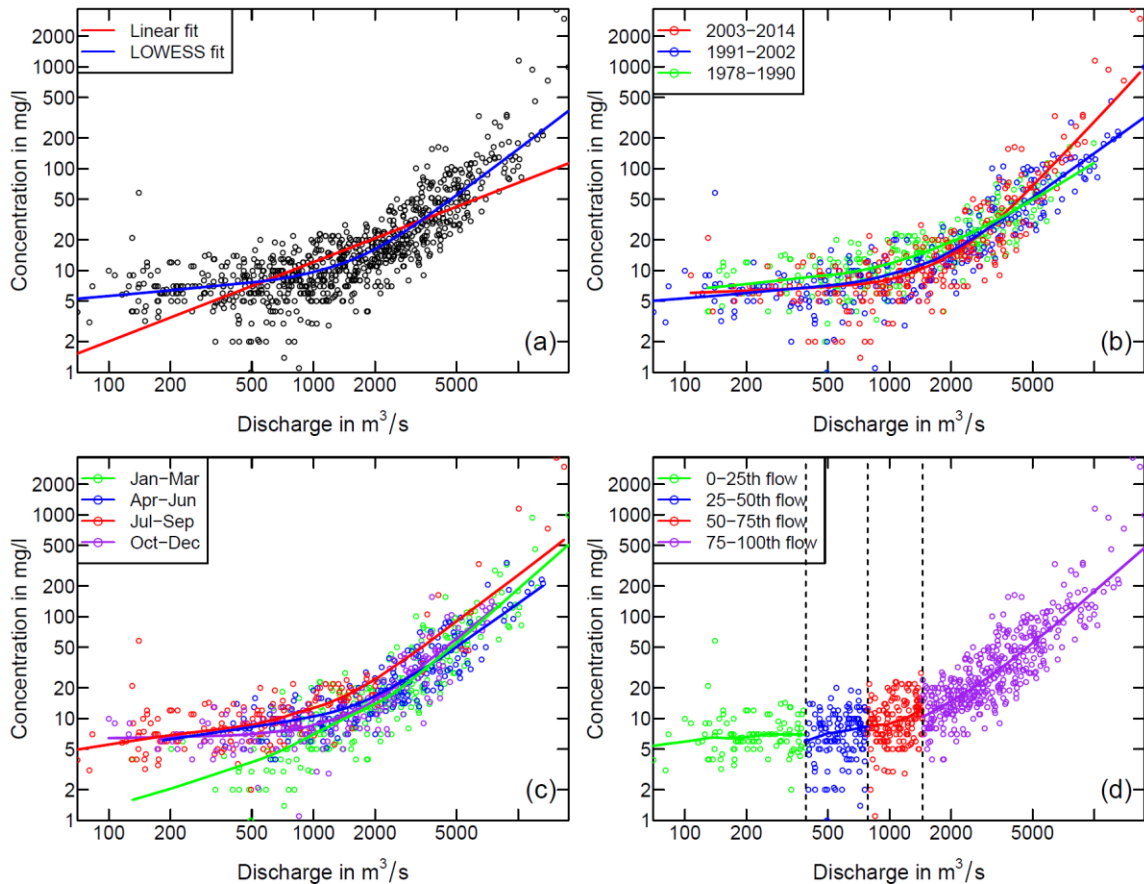 2000
1000
500
200
100
50
20
10
5
2
1
Concentration in mg/l
Linear fit
LOWESS fit
(a)
100 200 500 1000 2000 5000
Discharge in m³/s
2000
1000
500
200
100
50
20
10
5
2
1
Concentration in mg/l
2003−2014
1991−2002
1978−1990
(b)
100 200 500 1000 2000 5000
Discharge in m³/s
2000
1000
500
200
100
50
20
10
5
2
1
Concentration in mg/l
Jan−Mar
Apr−Jun
Jul−Sep
Oct−Dec
(c)
100 200 500 1000 2000 5000
Discharge in m³/s
2000
1000
500
200
100
50
20
10
5
2
1
Concentration in mg/l
0−25th flow
25−50th flow
50−75th flow
75−100th flow
(d)
100 200 500 1000 2000 5000
Discharge in m³/s